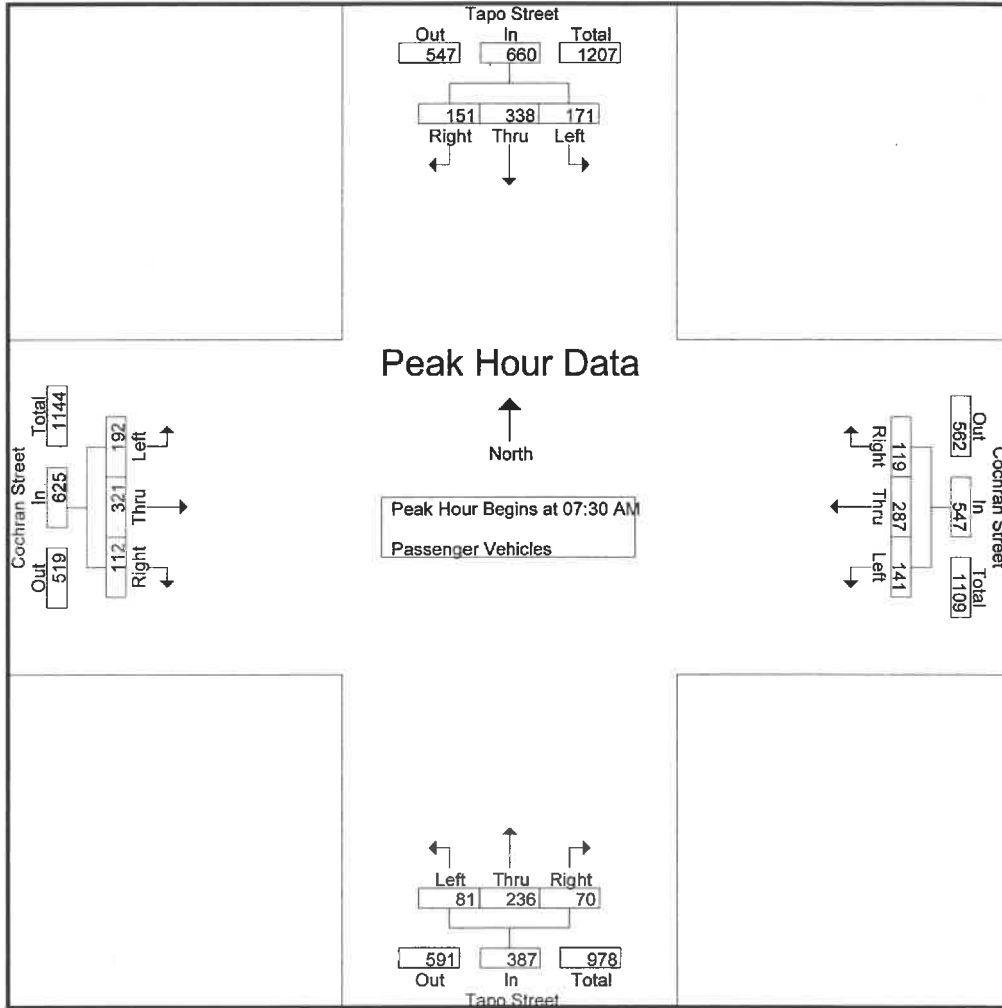 Tapo Street
Out In Total
547 660 1207
151 338 171
Right Thru Left
Peak Hour Data
North
Peak Hour Begins at 07:30 AM
Passenger Vehicles
Cochran Street
Total In Out
1144 625 519
192 321 112
Left Thru Right
Right Thru Left
119 287 141
Out In Total
562 547 1109
Cochran Street
Left Thru Right
81 236 70
591 387 978
Out In Total
Tapo Street